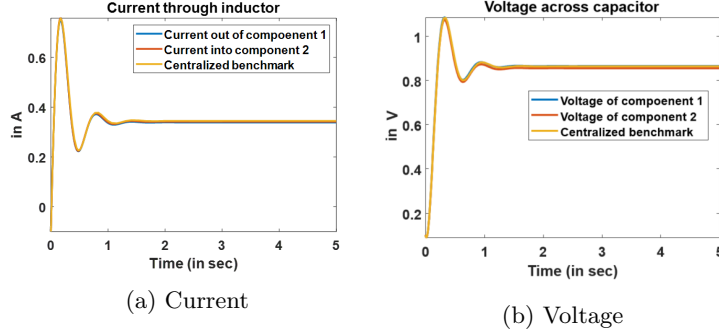 Current through inductor
Current out of compoenent 1
Current into component 2
Centralized benchmark
in A
0.6
0.4
0.2
0
0
1
2
3
4
5
Time (in sec)
(a) Current
Voltage across capacitor
Voltage of compoenent 1
Voltage of component 2
Centralized benchmark
in V
1
0.8
0.6
0.4
0.2
0
1
2
3
4
5
Time (in sec)
(b) Voltage